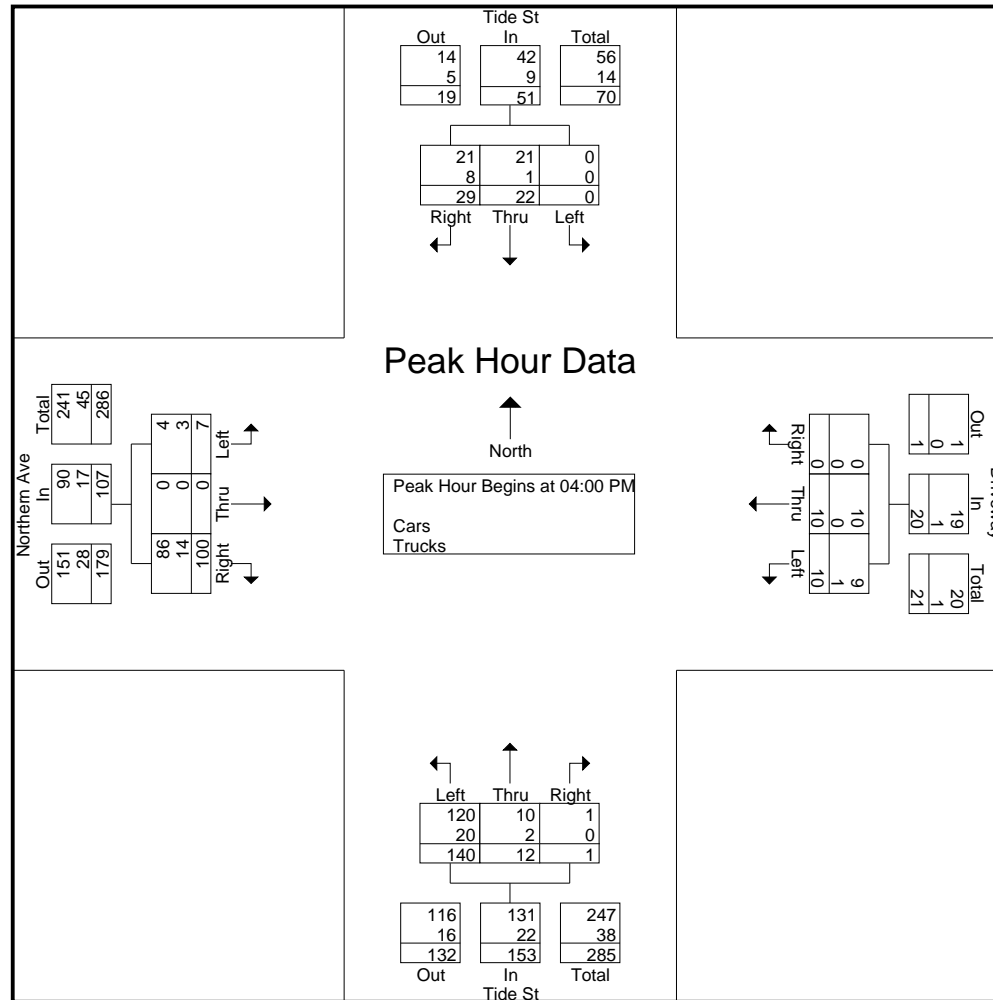 Tide St
Out In Total
14 42 56
5 9 14
19 51 70
21 21 0
8 1 0
29 22 0
Right Thru Left
Peak Hour Data
North
Peak Hour Begins at 04:00 PM
Cars
Trucks
Northern Ave
Total In Out
241 90 151
45 17 28
286 107 179
4 0 86
3 0 14
7 0 100
Left Thru Right
Right Thru Left
0 10 9
0 0 1
0 10 10
Out In Total
1 19 20
0 1 1
1 20 21
Left Thru Right
120 10 1
20 2 0
140 12 1
116 131 247
16 22 38
132 153 285
Out In Total
Tide St